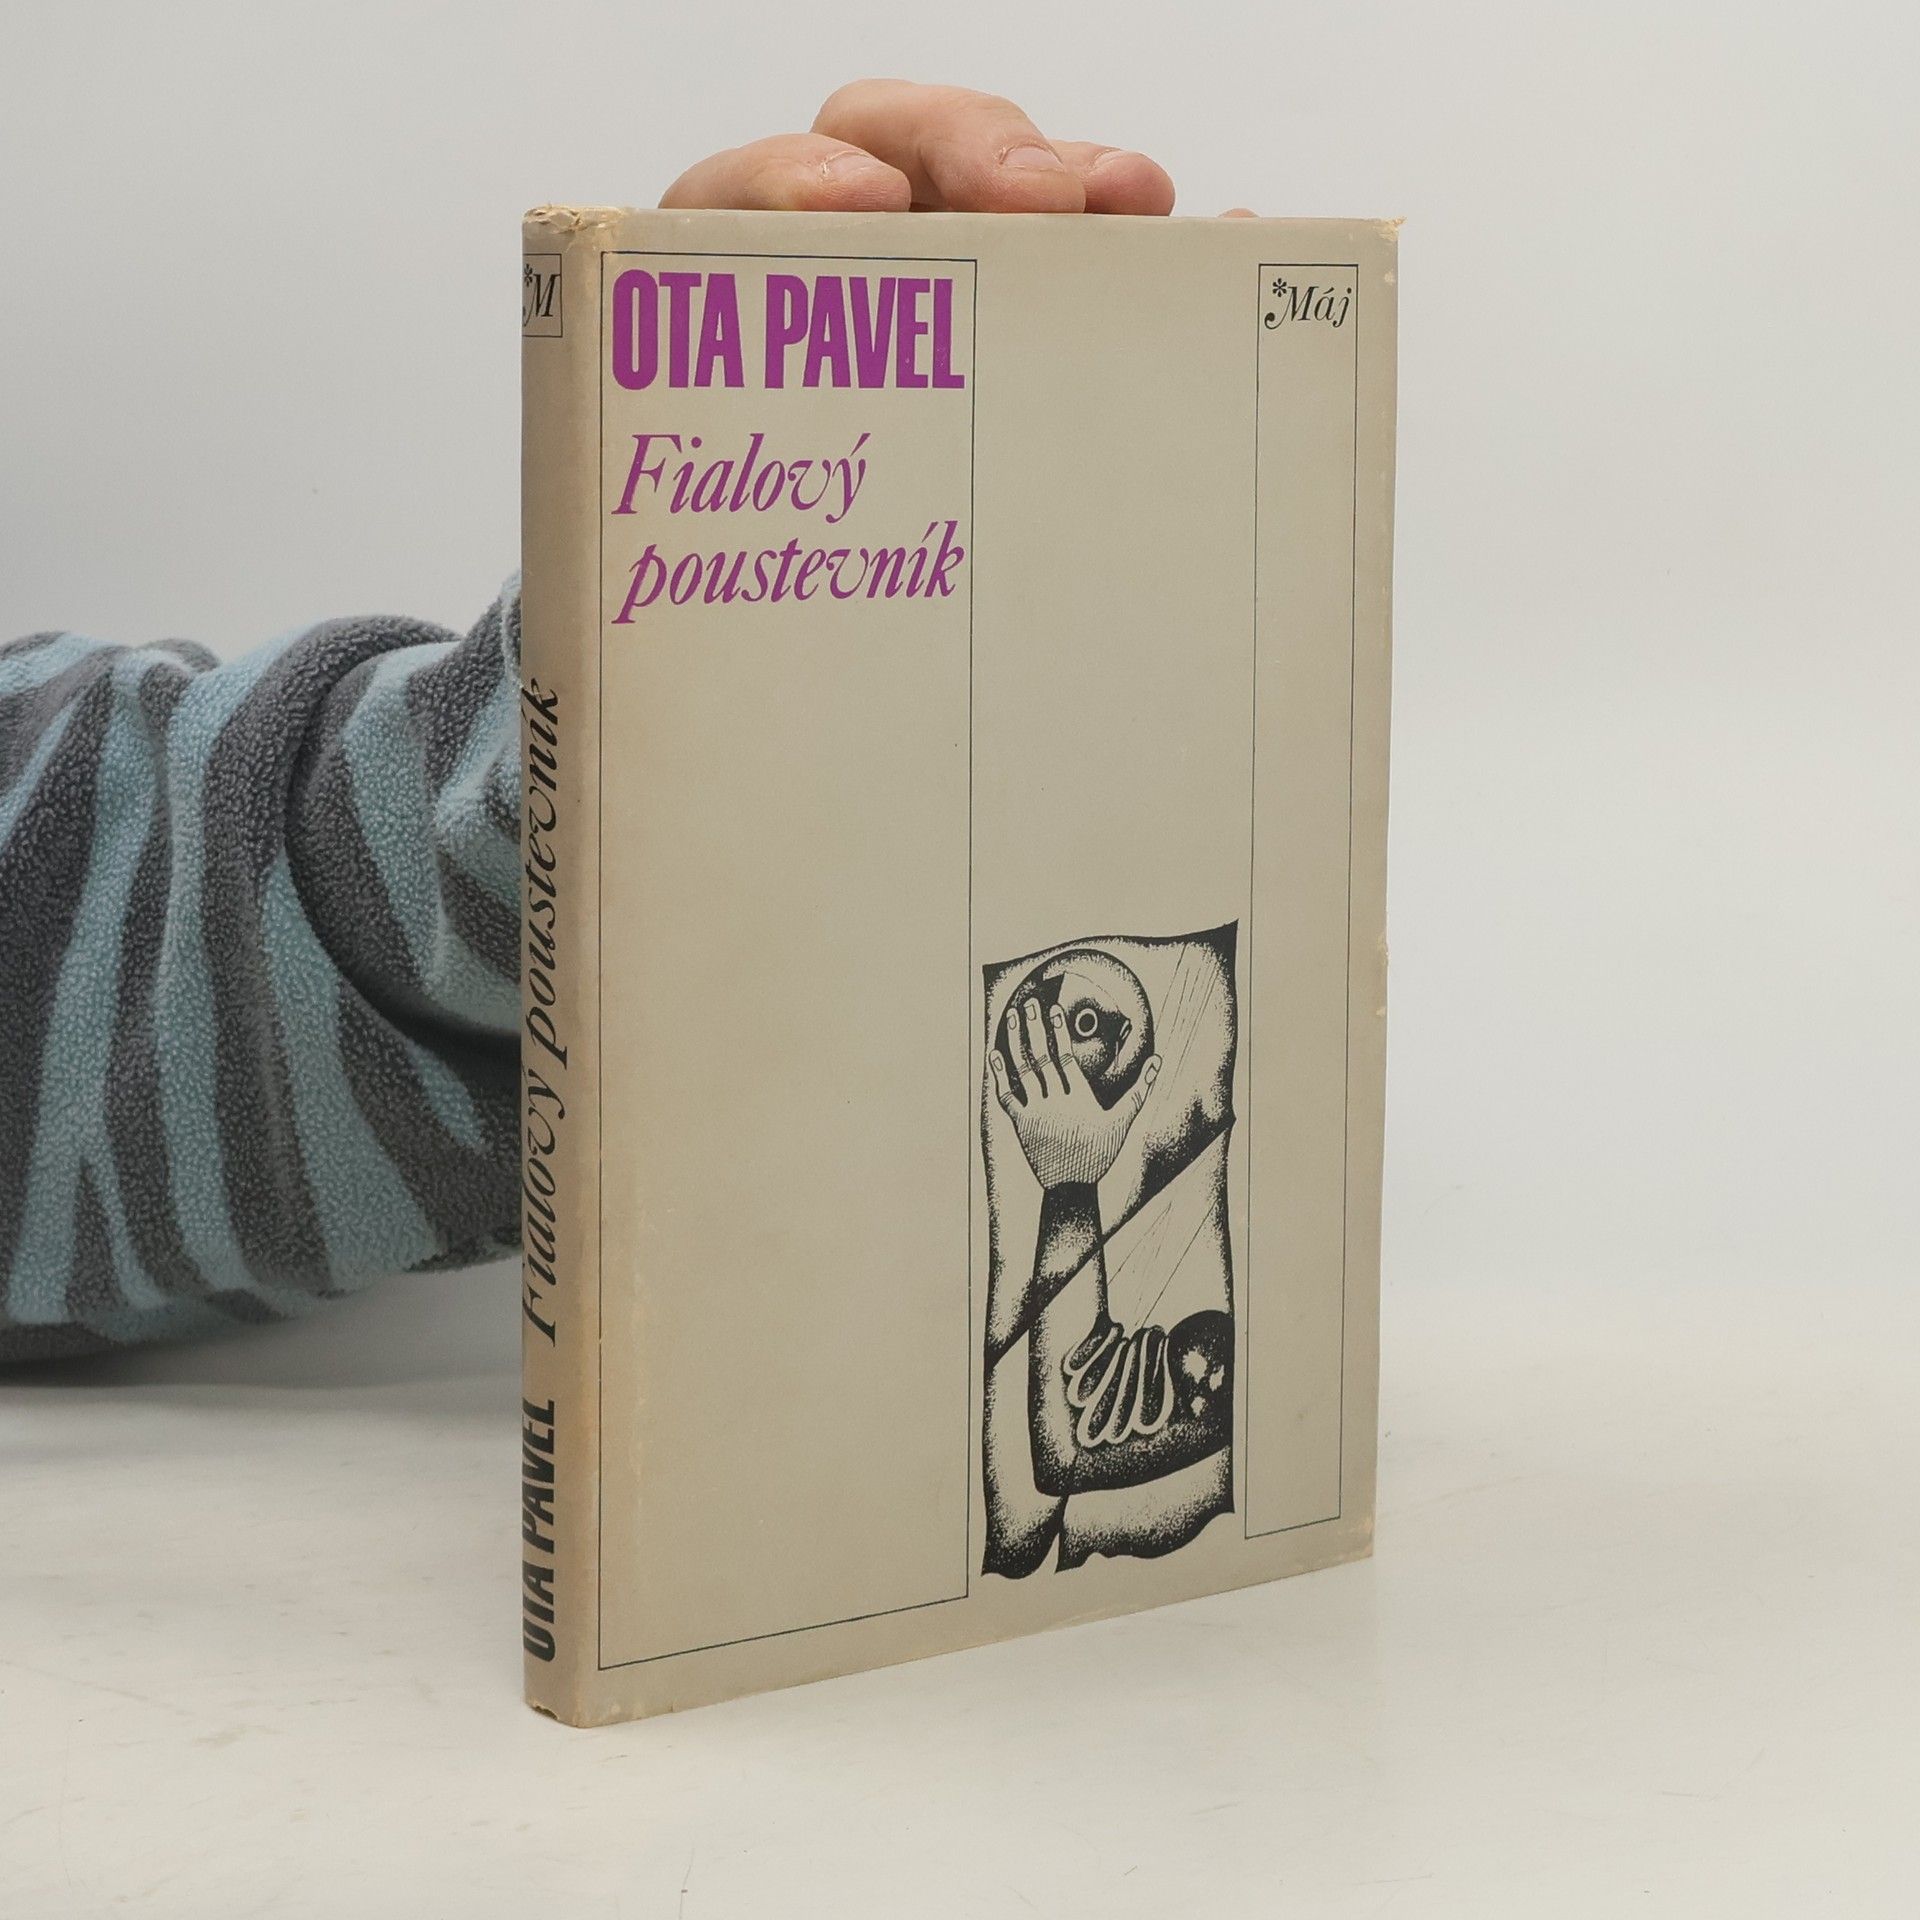 *M
OTA PAVEL
*Máj
Fialový
poustevník
OTA PAVEL Fialový poustevník